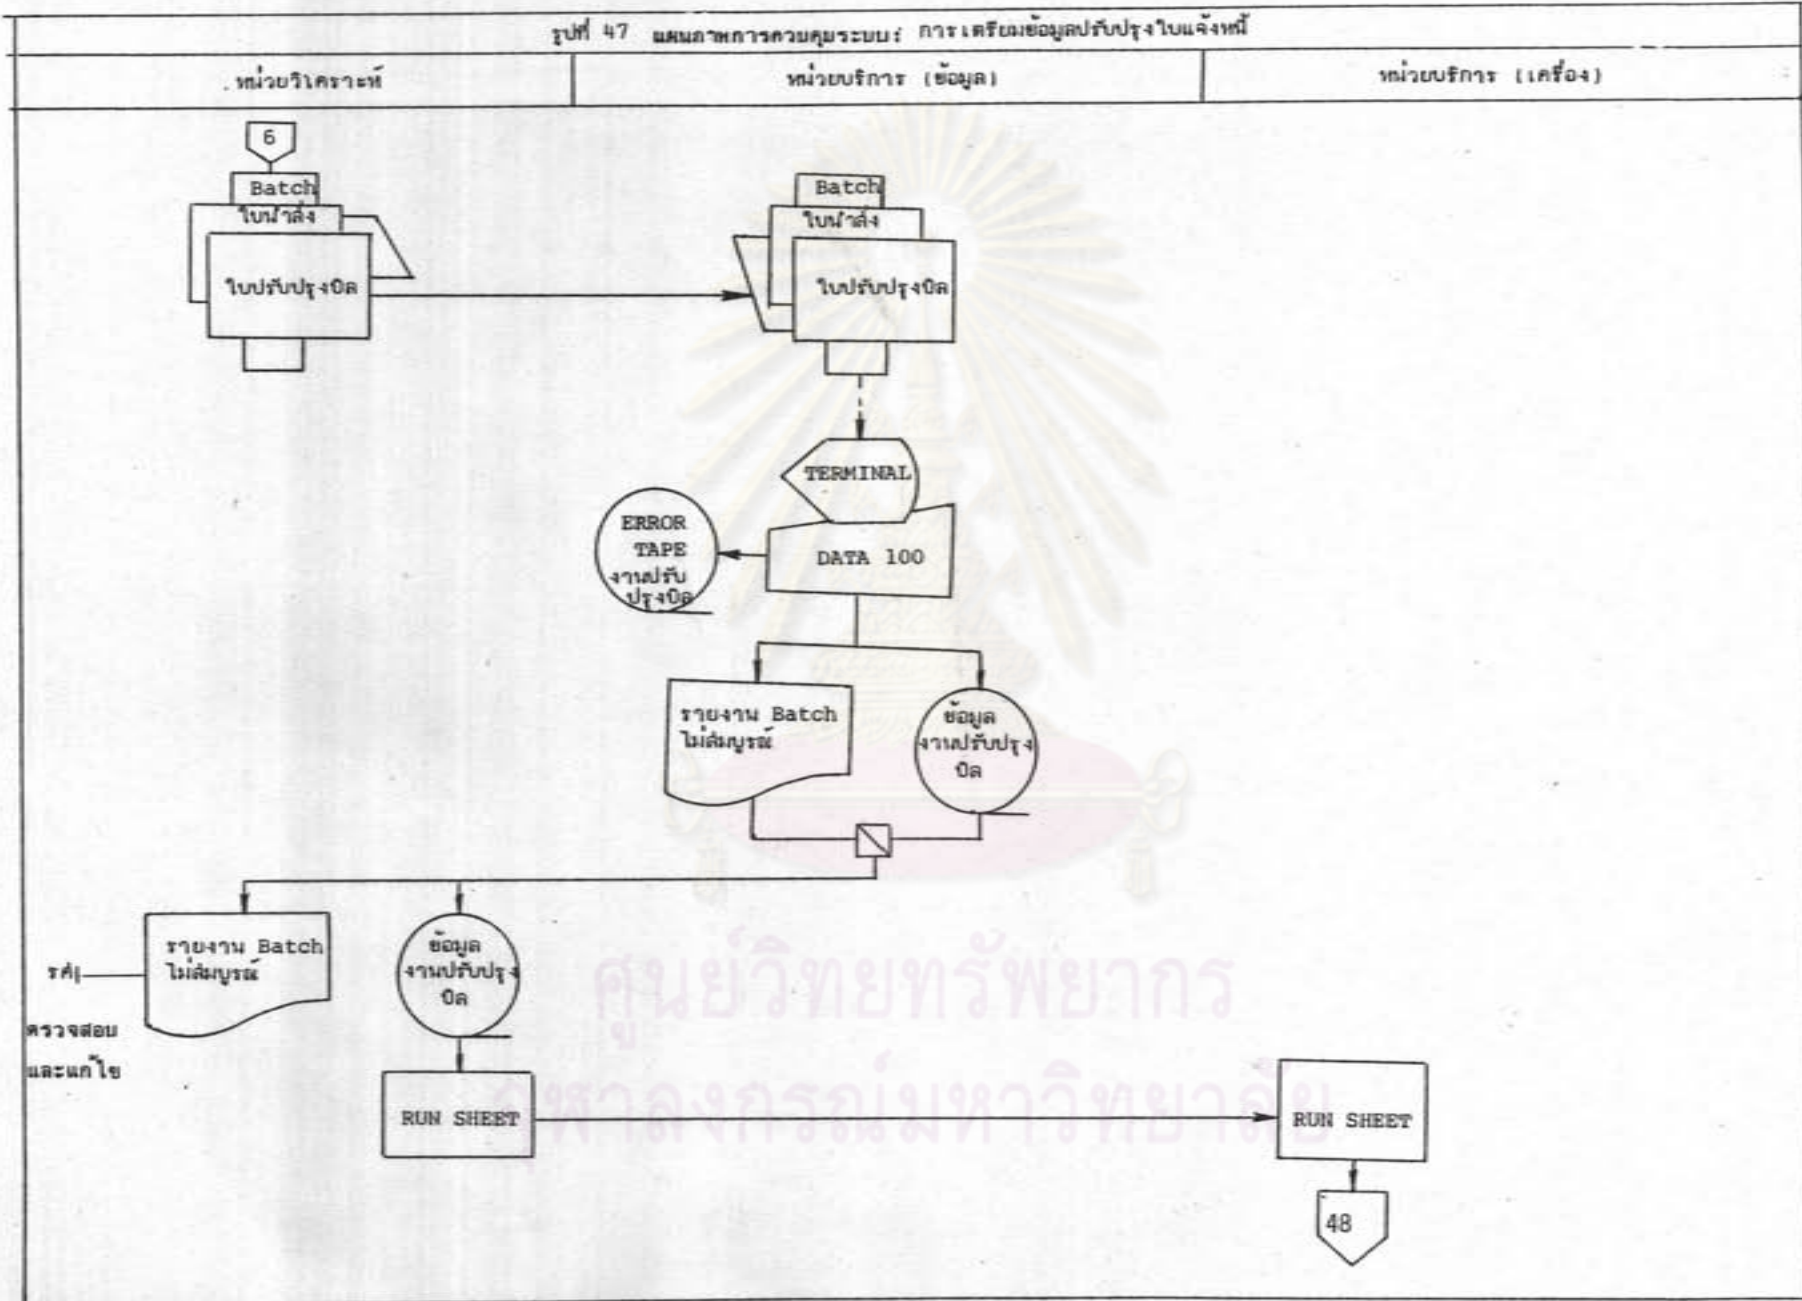 รูปที่ 47 แผนภาพการควบคุมระบบ: การเตรียมข้อมูลปรับปรุงใบแจ้งหนี้
หน่วยวิเคราะห์
หน่วยบริการ (ข้อมูล)
หน่วยบริการ (เครื่อง)
6
Batch
ใบนำส่ง
ใบปรับปรุงบิล
Batch
ใบนำส่ง
ใบปรับปรุงบิล
TERMINAL
DATA 100
ERROR
TAPE
งานปรับ
ปรุงบิล
รายงาน Batch
ไม่สมบูรณ์
ข้อมูล
งานปรับปรุง
บิล
รายงาน Batch
ไม่สมบูรณ์
ข้อมูล
งานปรับปรุง
บิล
ตรวจสอบ
และแก้ไข
RUN SHEET
RUN SHEET
48
ศูนย์วิทยทรัพยากร
จุฬาลงกรณ์มหาวิทยาลัย